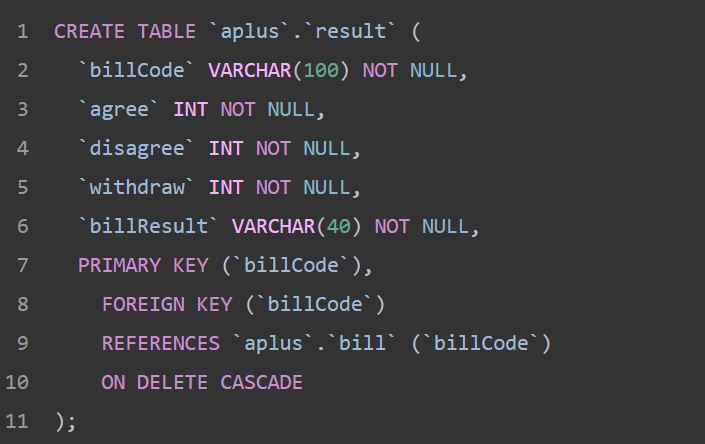 1 CREATE TABLE `aplus`.`result` (
2 `billCode` VARCHAR(100) NOT NULL,
3 `agree` INT NOT NULL,
4 `disagree` INT NOT NULL,
5 `withdraw` INT NOT NULL,
6 `billResult` VARCHAR(40) NOT NULL,
7 PRIMARY KEY (`billCode`),
8 FOREIGN KEY (`billCode`)
9 REFERENCES `aplus`.`bill` (`billCode`)
10 ON DELETE CASCADE
11 );